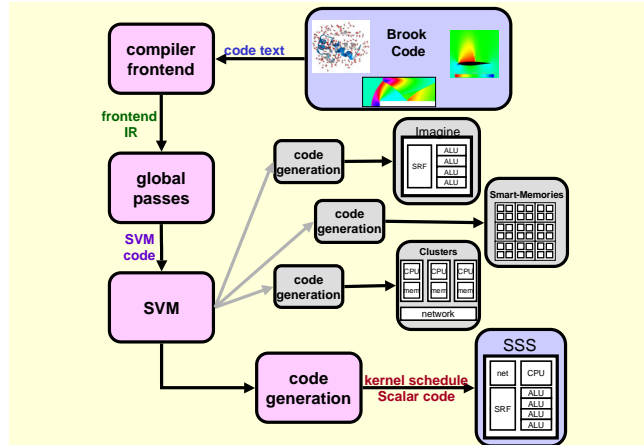 compiler
frontend
code text
Brook
Code
frontend
IR
global
passes
code
generation
Imagine
SRF
ALU
ALU
ALU
ALU
Smart-Memories
code
generation
SVM
code
Clusters
CPU
CPU
CPU
mem
mem
mem
network
code
generation
SVM
code
generation
kernel schedule
Scalar code
SSS
net
CPU
SRF
ALU
ALU
ALU
ALU